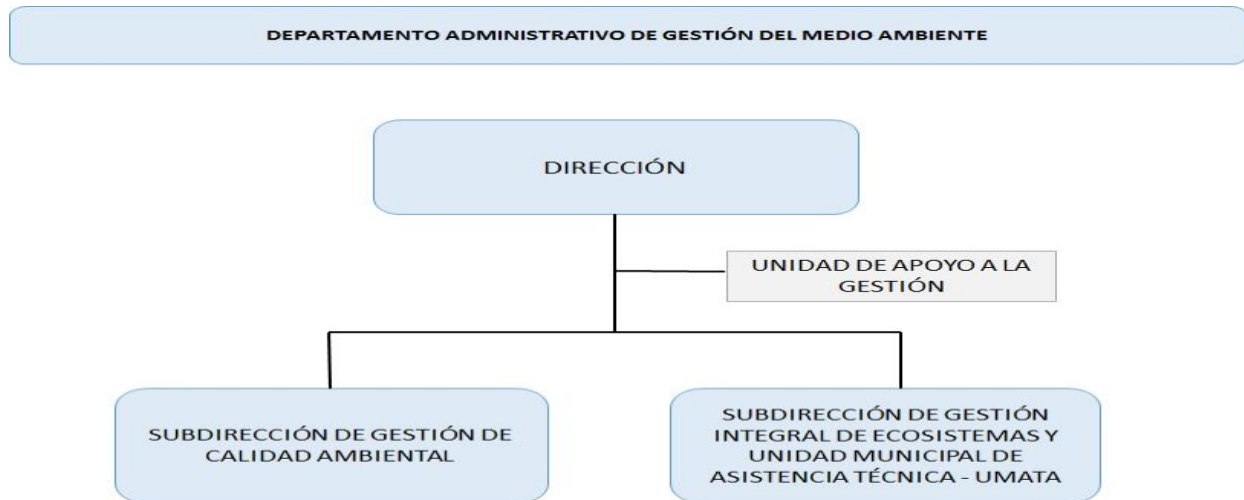 DEPARTAMENTO ADMINISTRATIVO DE GESTIÓN DEL MEDIO AMBIENTE
DIRECCIÓN
UNIDAD DE APOYO A LA
GESTIÓN
SUBDIRECCIÓN DE GESTIÓN DE
CALIDAD AMBIENTAL
SUBDIRECCIÓN DE GESTIÓN
INTEGRAL DE ECOSISTEMAS Y
UNIDAD MUNICIPAL DE
ASISTENCIA TÉCNICA - UMATA